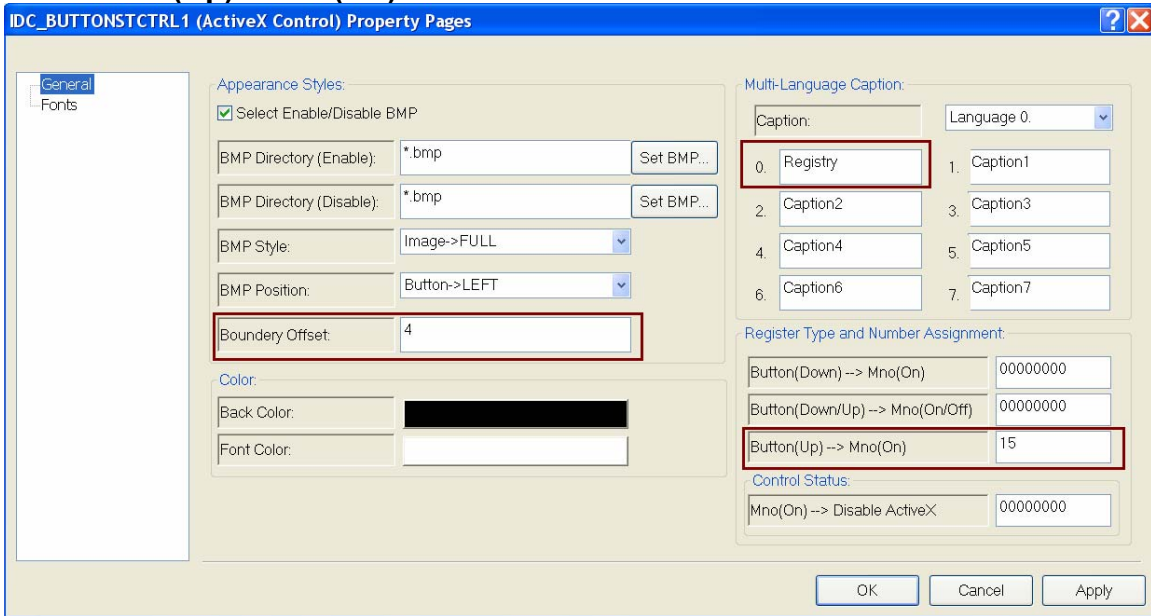 IDC_BUTTONSTCTRL1 (ActiveX Control) Property Pages
General
Fonts
Appearance Styles:
Select Enable/Disable BMP
BMP Directory (Enable): *.bmp Set BMP...
BMP Directory (Disable): *.bmp Set BMP...
BMP Style: Image->FULL
BMP Position: Button->LEFT
Boundery Offset: 4
Color:
Back Color:
Font Color:
Multi-Language Caption:
Caption: Language 0.
0. Registry 1. Caption1
2. Caption2 3. Caption3
4. Caption4 5. Caption5
6. Caption6 7. Caption7
Register Type and Number Assignment:
Button(Down) --> Mno(On) 00000000
Button(Down/Up) --> Mno(On/Off) 00000000
Button(Up) --> Mno(On) 15
Control Status:
Mno(On) --> Disable ActiveX 00000000
OK Cancel Apply